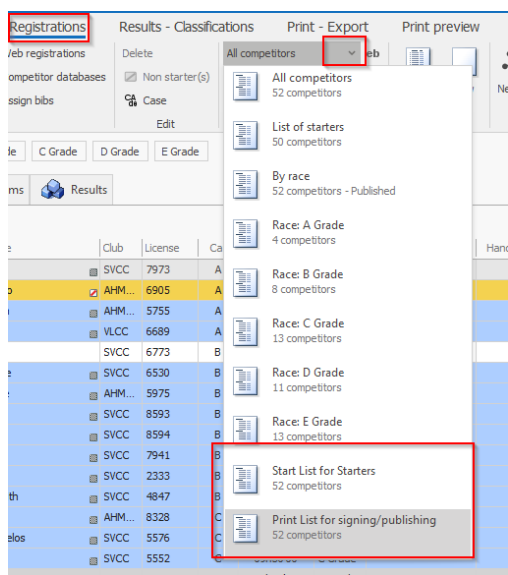 Registrations Results - Classifications Print - Export Print preview
Web registrations Delete All competitors
ompetitor databases Non starter(s)
ssign bibs Case
Edit
C Grade D Grade E Grade
ms Results
Club License Ca Hand
SVCC 7973 A
AHM... 6905 A
AHM... 5755 A
VLCC 6689 A
SVCC 6773 B
SVCC 6530 B
AHM... 5975 B
SVCC 8593 B
SVCC 8594 B
SVCC 7941 B
SVCC 2333 B
th SVCC 4847 B
AHM... 8328 C
elos SVCC 5576 C
SVCC 5552 C
All competitors
52 competitors
List of starters
50 competitors
By race
52 competitors - Published
Race: A Grade
4 competitors
Race: B Grade
8 competitors
Race: C Grade
13 competitors
Race: D Grade
11 competitors
Race: E Grade
13 competitors
Start List for Starters
52 competitors
Print List for signing/publishing
52 competitors